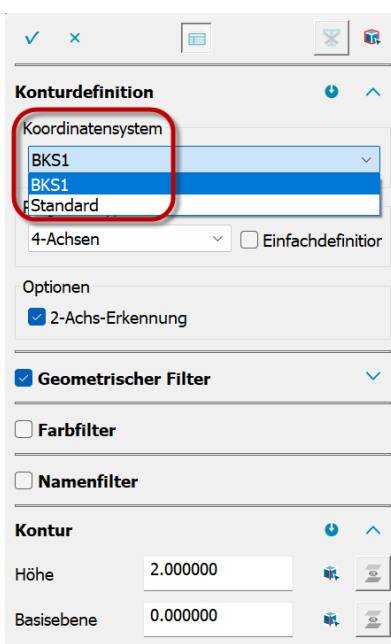 Konturdefinition
Koordinatensystem
BKS1
BKS1
Standard
4-Achsen Einfachdefinition
Optionen
2-Achs-Erkennung
Geometrischer Filter
Farbfilter
Namenfilter
Kontur
Höhe 2.000000
Basisebene 0.000000